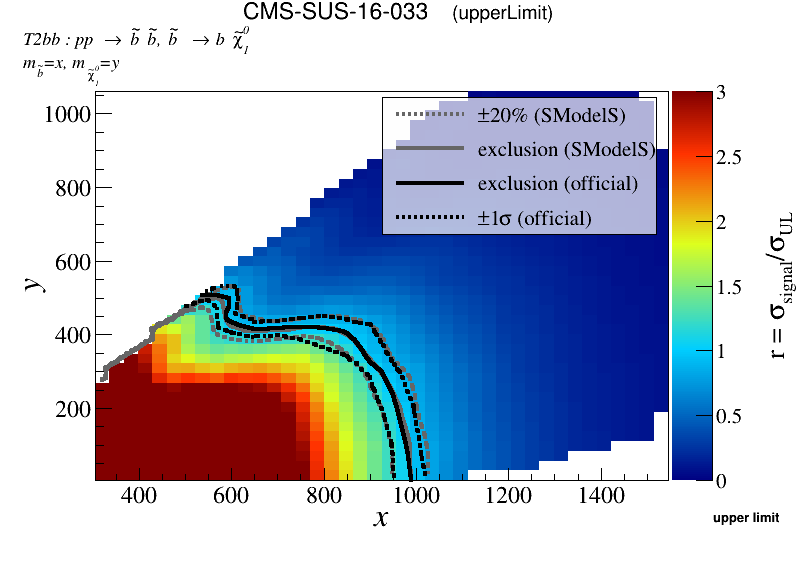 CMS-SUS-16-033 (upperLimit)
T2bb : pp → b̃ b̃, b̃ → b χ̃⁰₁
m_b̃=x, m_χ̃⁰₁=y
±20% (SModelS)
exclusion (SModelS)
exclusion (official)
±1σ (official)
1000
800
600
400
200
y
400 600 800 1000 1200 1400
x
3
2.5
2
1.5
1
0.5
0
r = σ_signal/σ_UL
upper limit